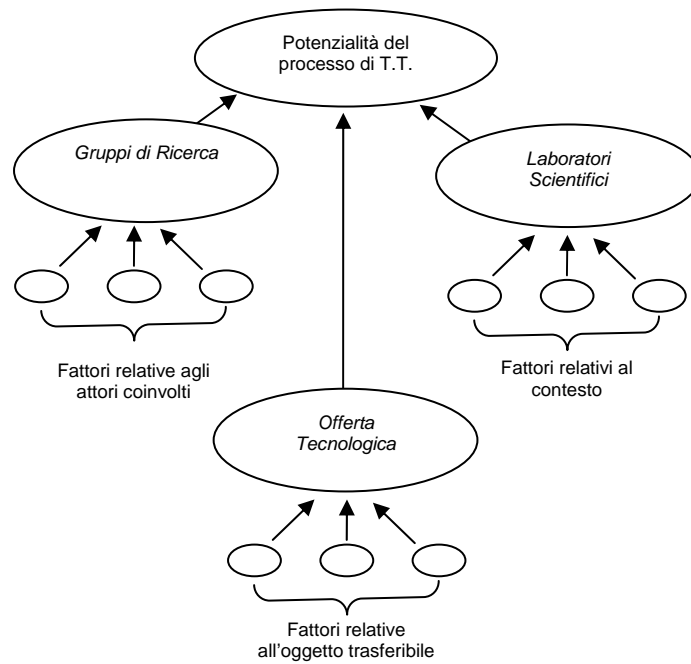 Potenzialità del
processo di T.T.
Gruppi di Ricerca
Laboratori
Scientifici
Fattori relative agli
attori coinvolti
Fattori relativi al
contesto
Offerta
Tecnologica
Fattori relative
all'oggetto trasferibile